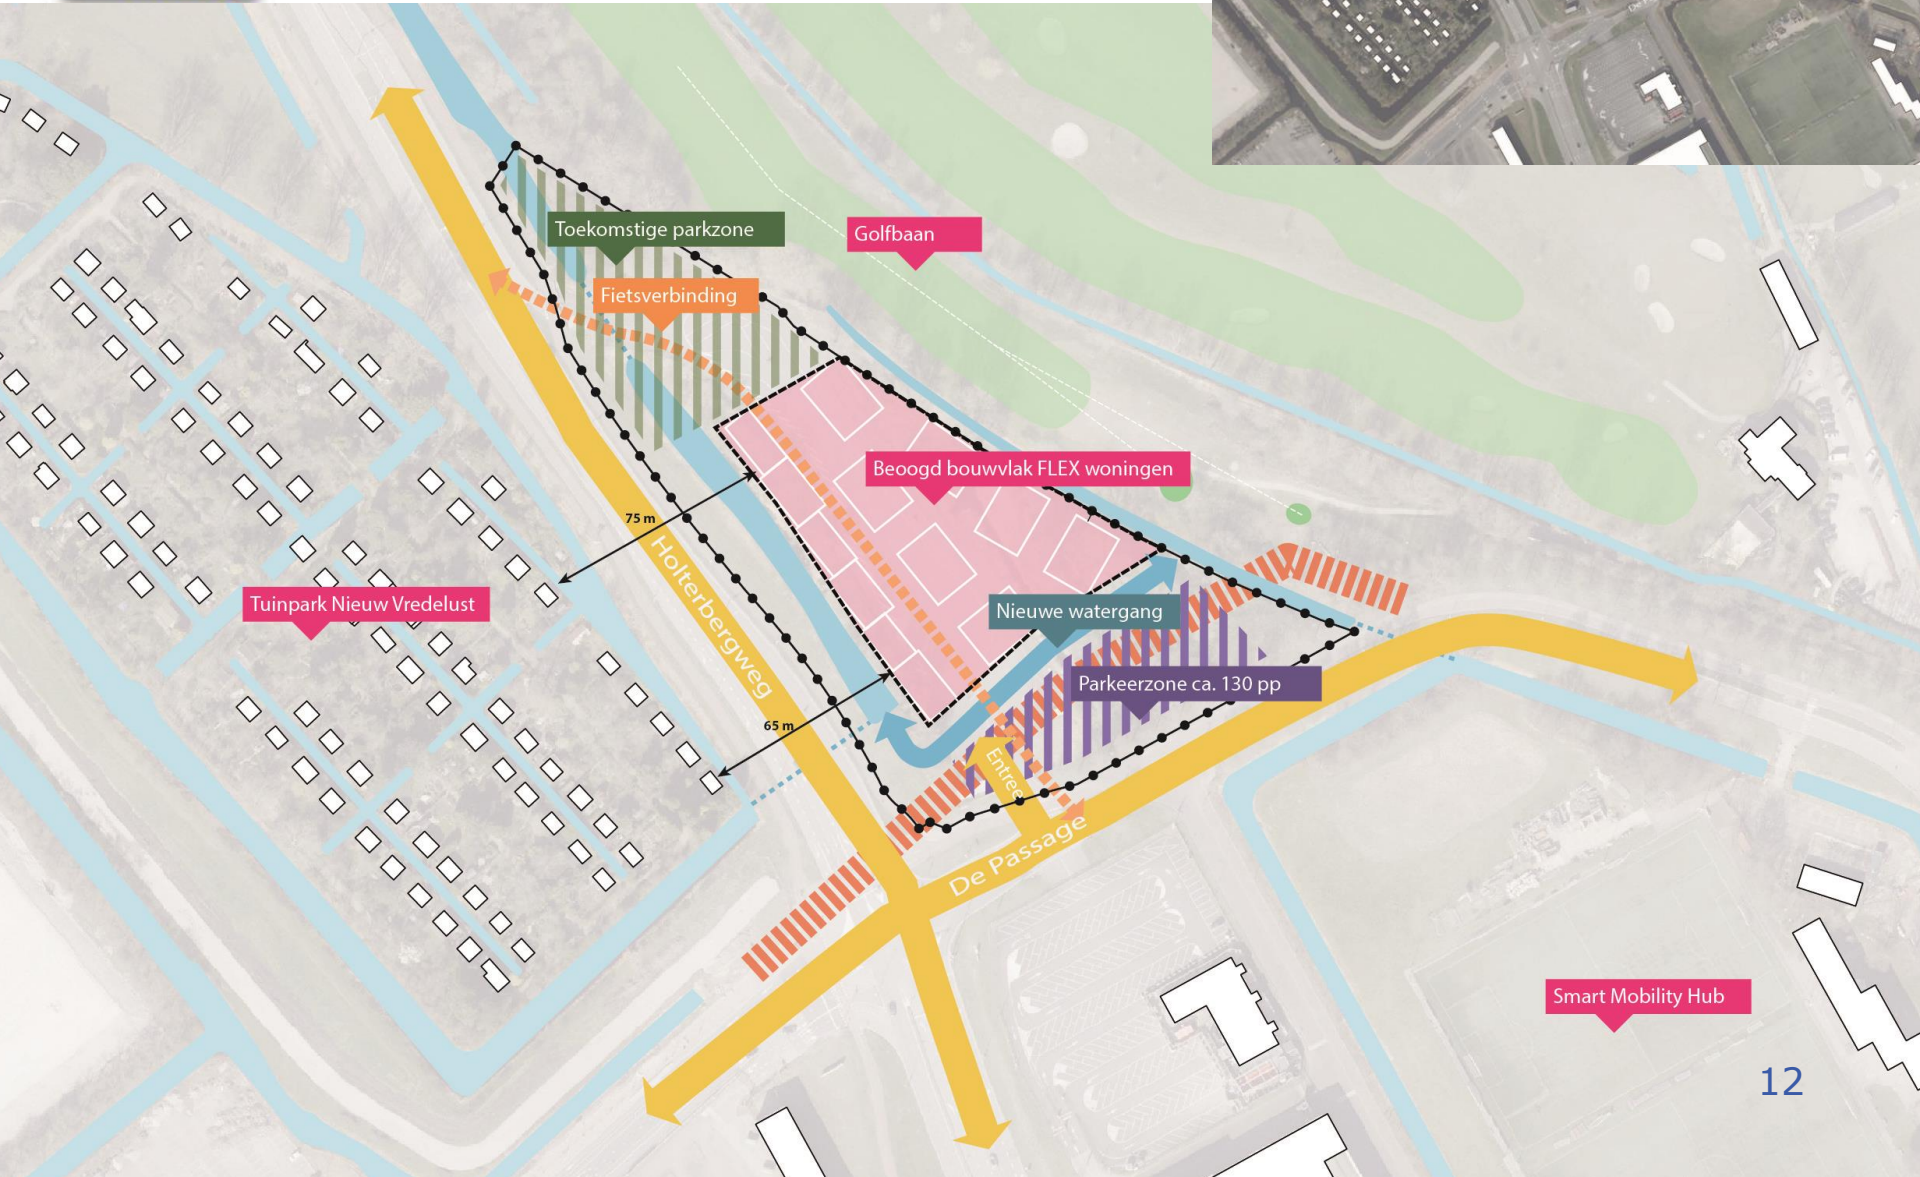 Toekomstige parkzone
Golfbaan
Fietsverbinding
Beoogd bouwvlak FLEX woningen
75 m
Holterbergweg
Tuinpark Nieuw Vredelust
Nieuwe watergang
Parkeerzone ca. 130 pp
65 m
Entree
De Passage
Smart Mobility Hub
12